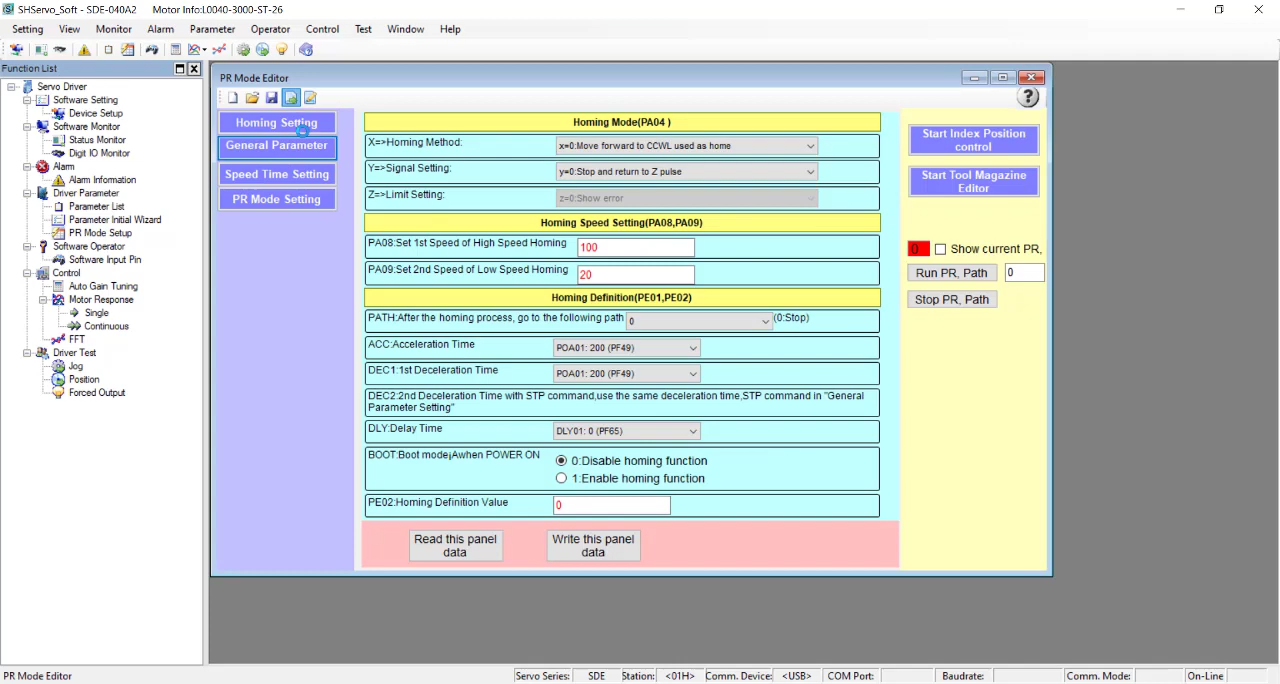 SHServo_Soft - SDE-040A2 Motor Info:L0040-3000-ST-26
Setting View Monitor Alarm Parameter Operator Control Test Window Help
Function List
Servo Driver
Software Setting
Device Setup
Software Monitor
Status Monitor
Digit IO Monitor
Alarm
Alarm Information
Driver Parameter
Parameter List
Parameter Initial Wizard
PR Mode Setup
Software Operator
Software Input Pin
Control
Auto Gain Tuning
Motor Response
Single
Continuous
FFT
Driver Test
Jog
Position
Forced Output
PR Mode Editor
?
Homing Setting
General Parameter
Speed Time Setting
PR Mode Setting
Homing Mode(PA04 )
X=>Homing Method: x=0:Move forward to CCWL used as home
Y=>Signal Setting: y=0:Stop and return to Z pulse
Z=>Limit Setting: z=0:Show error
Homing Speed Setting(PA08,PA09)
PA08:Set 1st Speed of High Speed Homing 100
PA09:Set 2nd Speed of Low Speed Homing 20
Homing Definition(PE01,PE02)
PATH:After the homing process, go to the following path 0 (0:Stop)
ACC:Acceleration Time POA01: 200 (PF49)
DEC1:1st Deceleration Time POA01: 200 (PF49)
DEC2:2nd Deceleration Time with STP command,use the same deceleration time,STP command in "General
Parameter Setting"
DLY:Delay Time DLY01: 0 (PF65)
BOOT:Boot mode¡Awhen POWER ON 0:Disable homing function
1:Enable homing function
PE02:Homing Definition Value 0
Read this panel
data
Write this panel
data
Start Index Position
control
Start Tool Magazine
Editor
0 Show current PR,
Run PR, Path 0
Stop PR, Path
PR Mode Editor Servo Series: SDE Station: <01H> Comm. Device: <USB> COM Port: Baudrate: Comm. Mode: On-Line